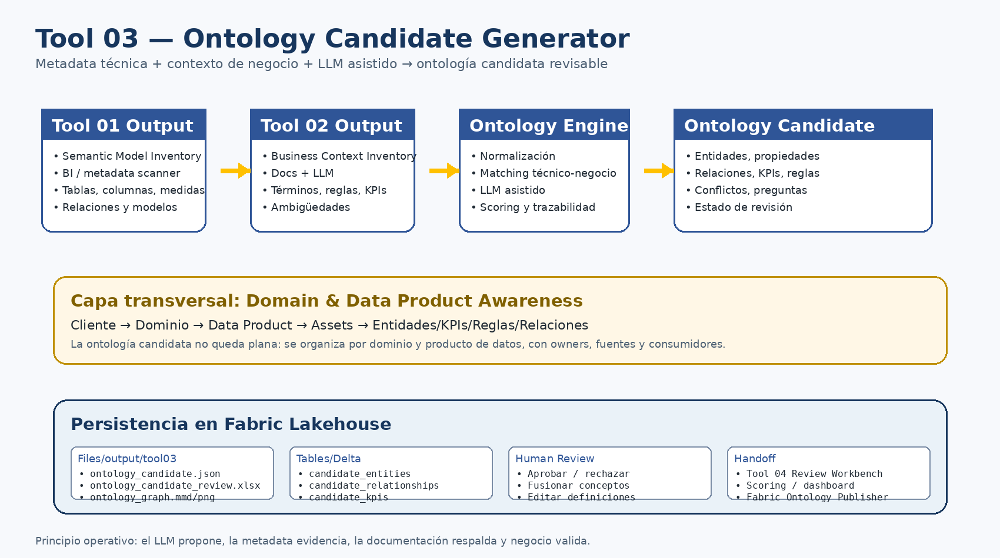 Tool 03 — Ontology Candidate Generator
Metadata técnica + contexto de negocio + LLM asistido → ontología candidata revisable
Tool 01 Output
• Semantic Model Inventory
• BI / metadata scanner
• Tablas, columnas, medidas
• Relaciones y modelos
Tool 02 Output
• Business Context Inventory
• Docs + LLM
• Términos, reglas, KPIs
• Ambigüedades
Ontology Engine
• Normalización
• Matching técnico-negocio
• LLM asistido
• Scoring y trazabilidad
Ontology Candidate
• Entidades, propiedades
• Relaciones, KPIs, reglas
• Conflictos, preguntas
• Estado de revisión
Capa transversal: Domain & Data Product Awareness
Cliente → Dominio → Data Product → Assets → Entidades/KPIs/Reglas/Relaciones
La ontología candidata no queda plana: se organiza por dominio y producto de datos, con owners, fuentes y consumidores.
Persistencia en Fabric Lakehouse
Files/output/tool03
• ontology_candidate.json
• ontology_candidate_review.xlsx
• ontology_graph.mmd/png
Tables/Delta
• candidate_entities
• candidate_relationships
• candidate_kpis
Human Review
• Aprobar / rechazar
• Fusionar conceptos
• Editar definiciones
Handoff
• Tool 04 Review Workbench
• Scoring / dashboard
• Fabric Ontology Publisher
Principio operativo: el LLM propone, la metadata evidencia, la documentación respalda y negocio valida.